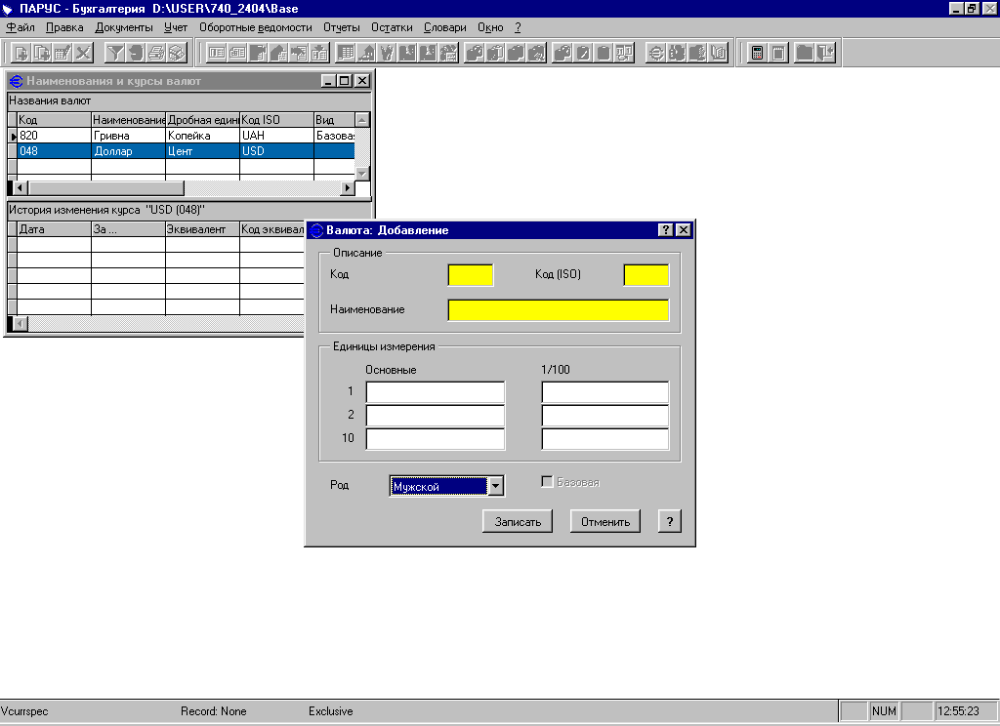 ПАРУС - Бухгалтерия D:\USER\740_2404\Base
Файл Правка Документы Учет Оборотные ведомости Отчеты Остатки Словари Окно ?
Наименования и курсы валют
Названия валют
Код Наименование Дробная един Код ISO Вид
820 Гривна Копейка UAH Базовая
048 Доллар Цент USD
История изменения курса "USD (048)"
Дата За ... Эквивалент Код эквивал
Валюта: Добавление
Описание
Код Код (ISO)
Наименование
Единицы измерения
Основные 1/100
1
2
10
Род Мужской Базовая
Записать Отменить ?
Vcurrspec Record: None Exclusive NUM 12:55:23